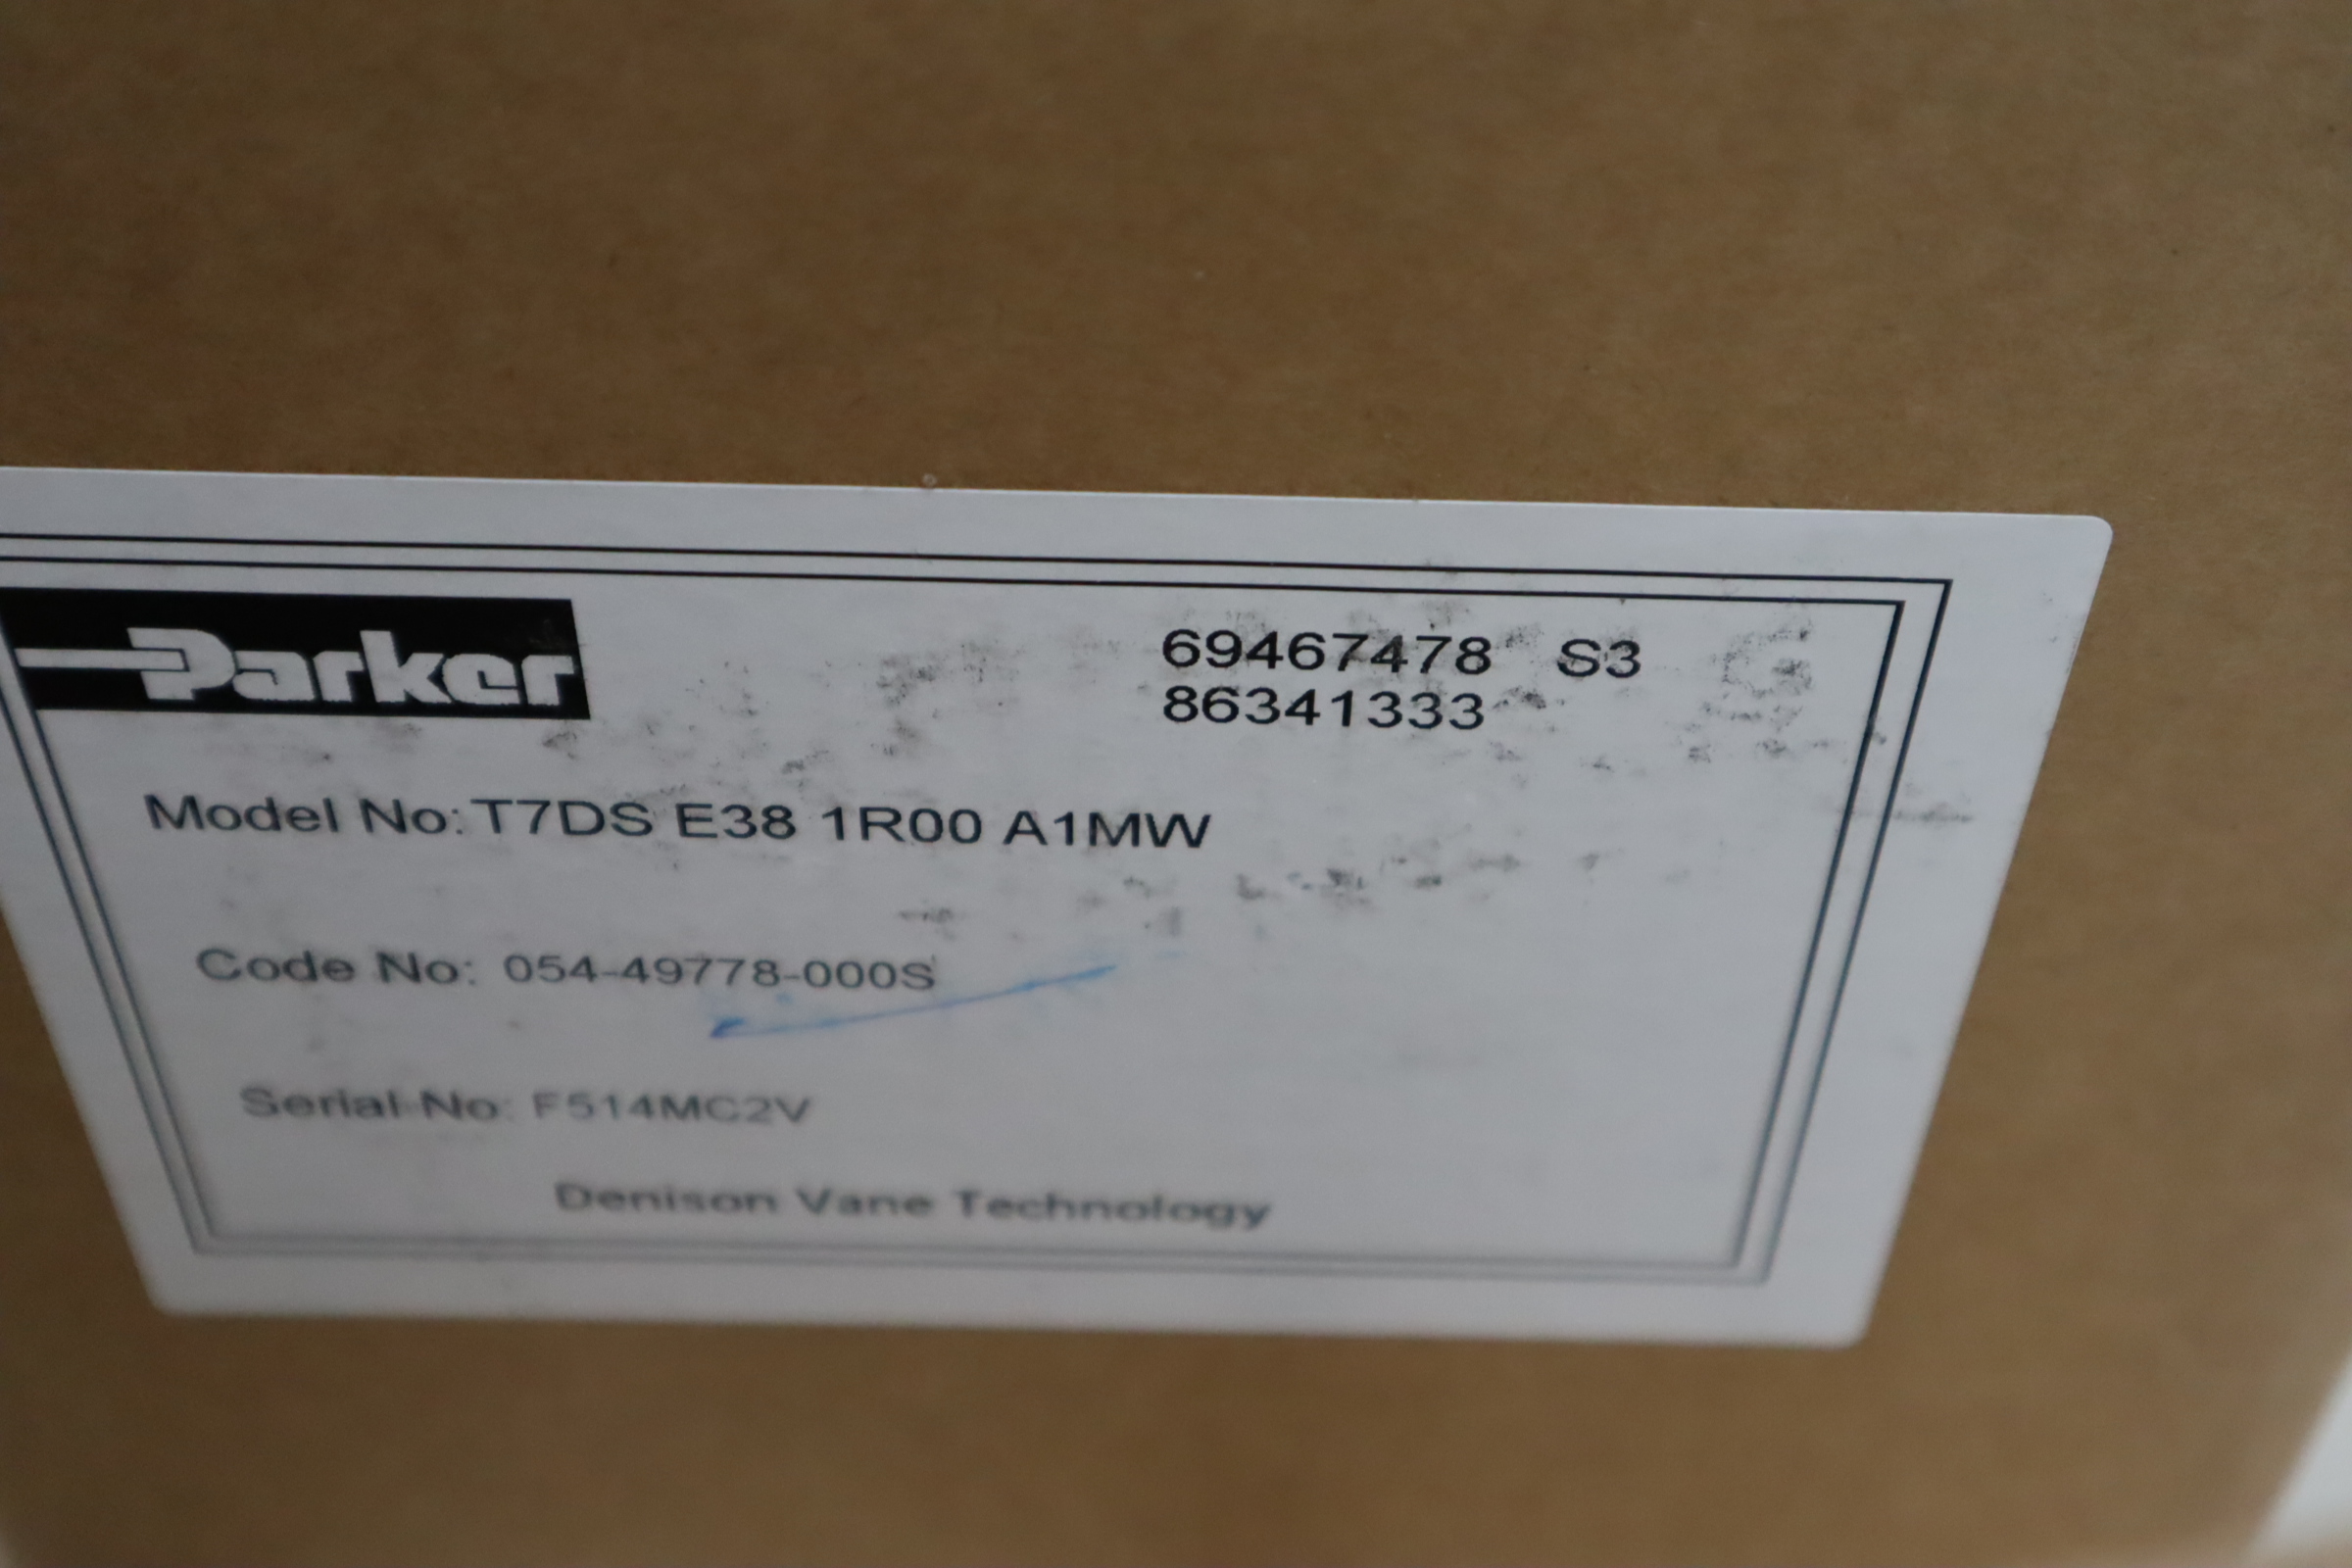 Parker
69467478 S3
86341333
Model No: T7DS E38 1R00 A1MW
Code No: 054-49778-000S
Serial No: F514MC2V
Denison Vane Technology